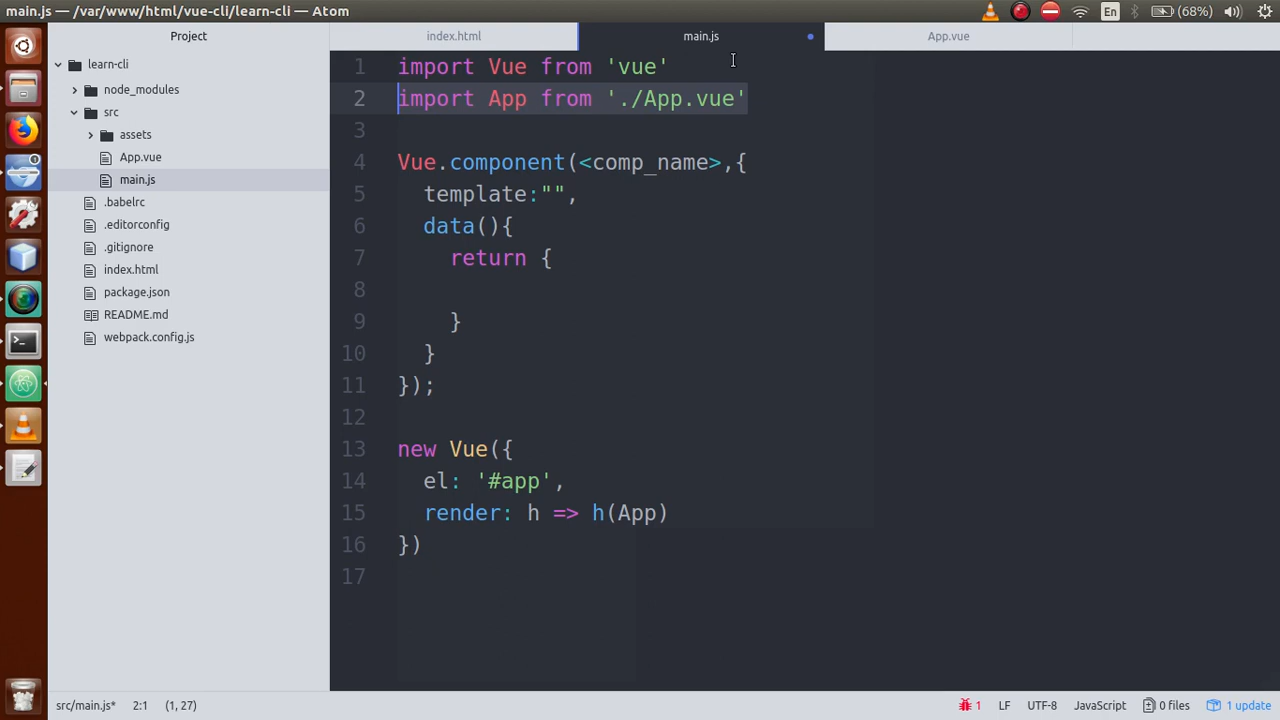 main.js — /var/www/html/vue-cli/learn-cli — Atom
En
(68%)
Project
index.html
main.js
App.vue
learn-cli
node_modules
src
assets
App.vue
main.js
.babelrc
.editorconfig
.gitignore
index.html
package.json
README.md
webpack.config.js
1 import Vue from 'vue'
2 import App from './App.vue'
3
4 Vue.component(<comp_name>,{
5 template:"",
6 data(){
7 return {
8
9 }
10 }
11 });
12
13 new Vue({
14 el: '#app',
15 render: h => h(App)
16 })
17
src/main.js* 2:1 (1, 27)
1 LF UTF-8 JavaScript 0 files 1 update